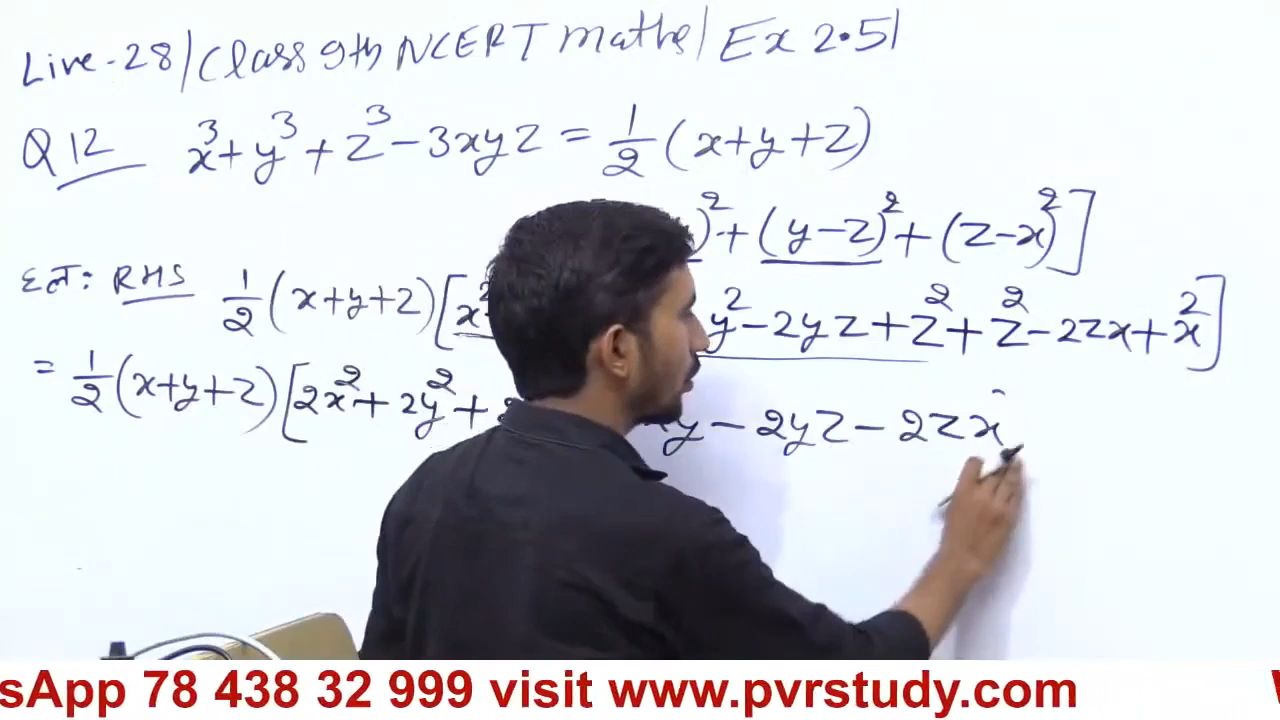 Live-28/Class 9th NCERT maths/Ex 2.5|
Q12 x³+y³+z³-3xyz=1/2(x+y+z)
)²+(y-z)²+(z-x)²]
हल: RHS 1/2(x+y+z)[x² y²-2yz+z²+z²-2zx+x²]
=1/2(x+y+z)[2x²+2y²+ y-2yz-2zx
sApp 78 438 32 999 visit www.pvrstudy.com